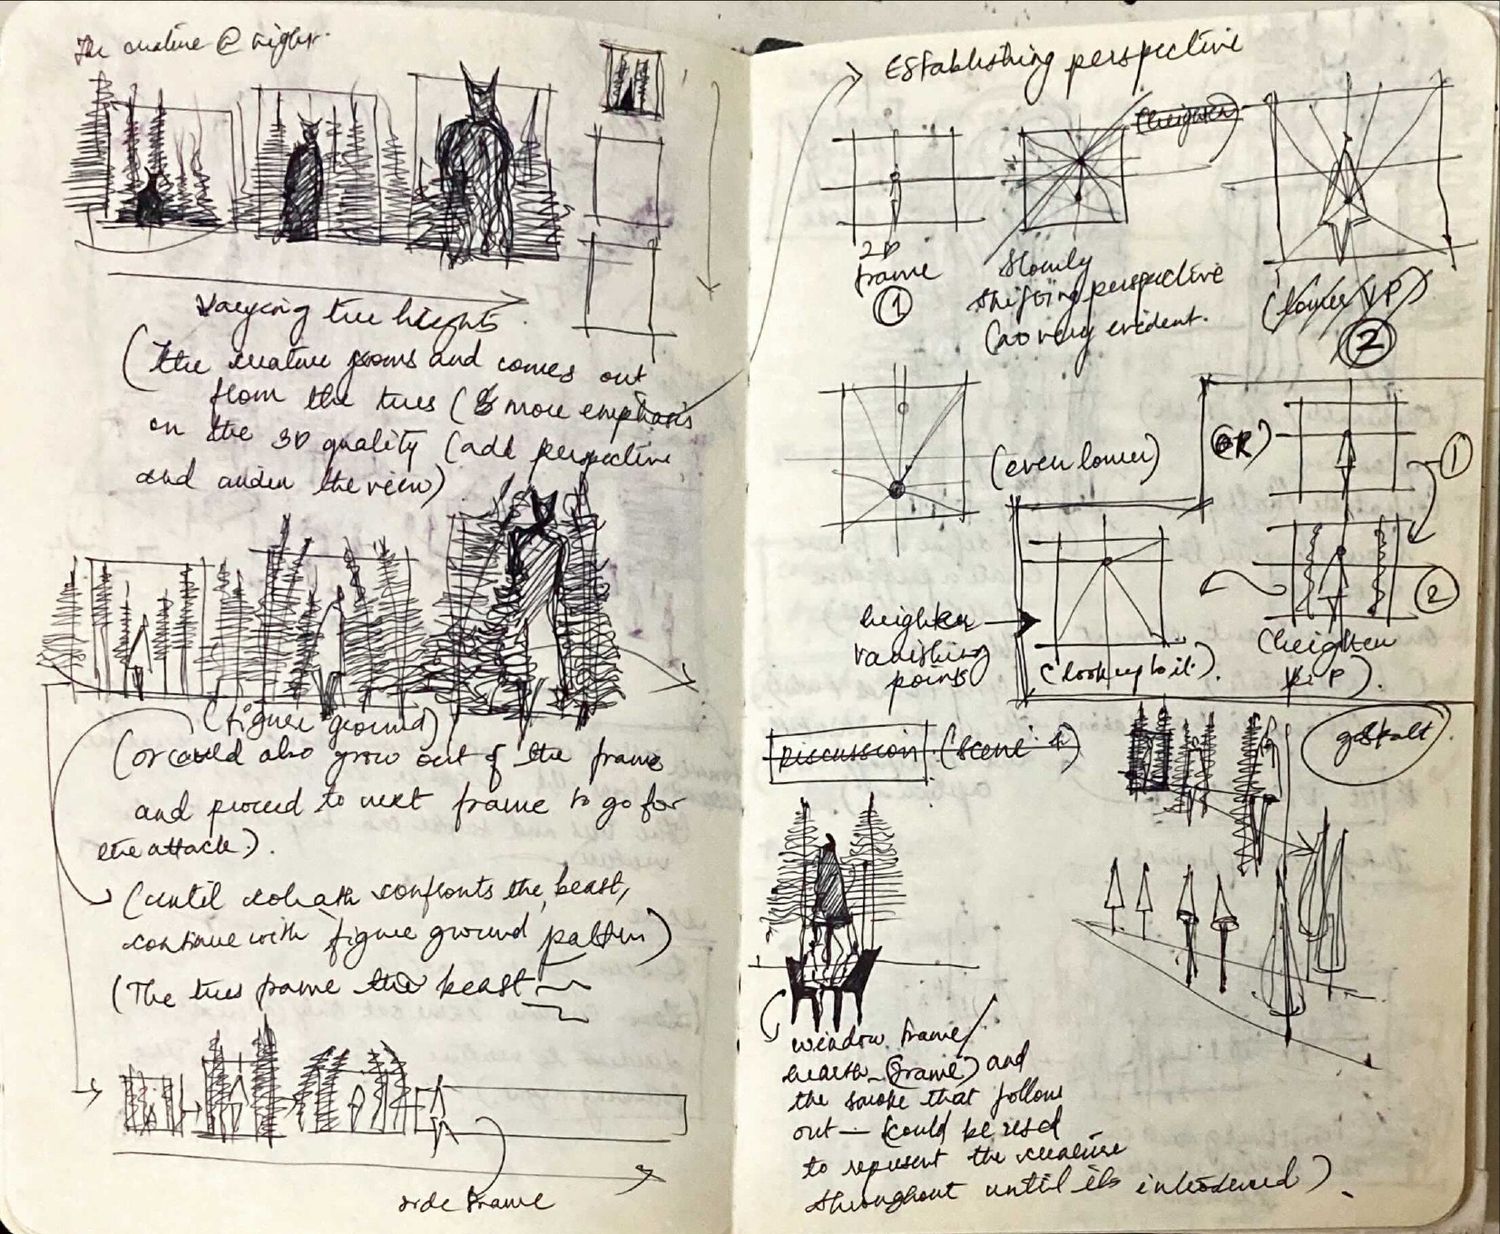 The creature @ night.
Varying tree heights.
(The creature grows and comes out
from the trees ( more emphasis
on the 3D quality (add perspective
and widen the view)
(figure ground)
(or could also grow out of the frame
and proceed to next frame to go for
the attack).
(until confronts the beast,
continue with figure ground pattern)
(The trees frame the beast
side frame
Establishing perspective
(heighten)
2D
frame
1
slowly
shifting perspective
(not very evident.
(lower VP)
2
(even lower)
(OR)
1
2
heighten
vanishing
points
(look up to it).
(heighten
V.P).
Discussion (scene 1)
gestalt.
window frame/
hearth (frame) and
the smoke that follows
out — (could be used
to represent the creature
throughout until its introduced).